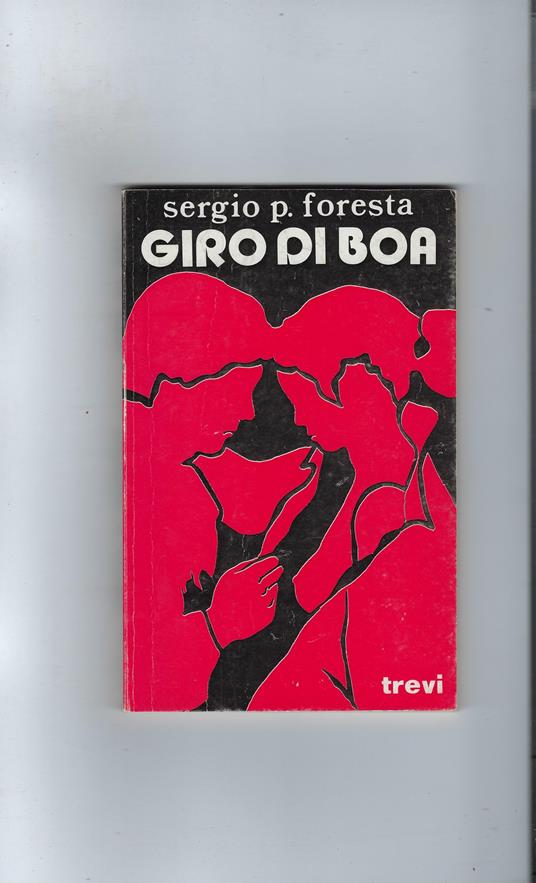 sergio p. foresta
GIRO DI BOA
trevi